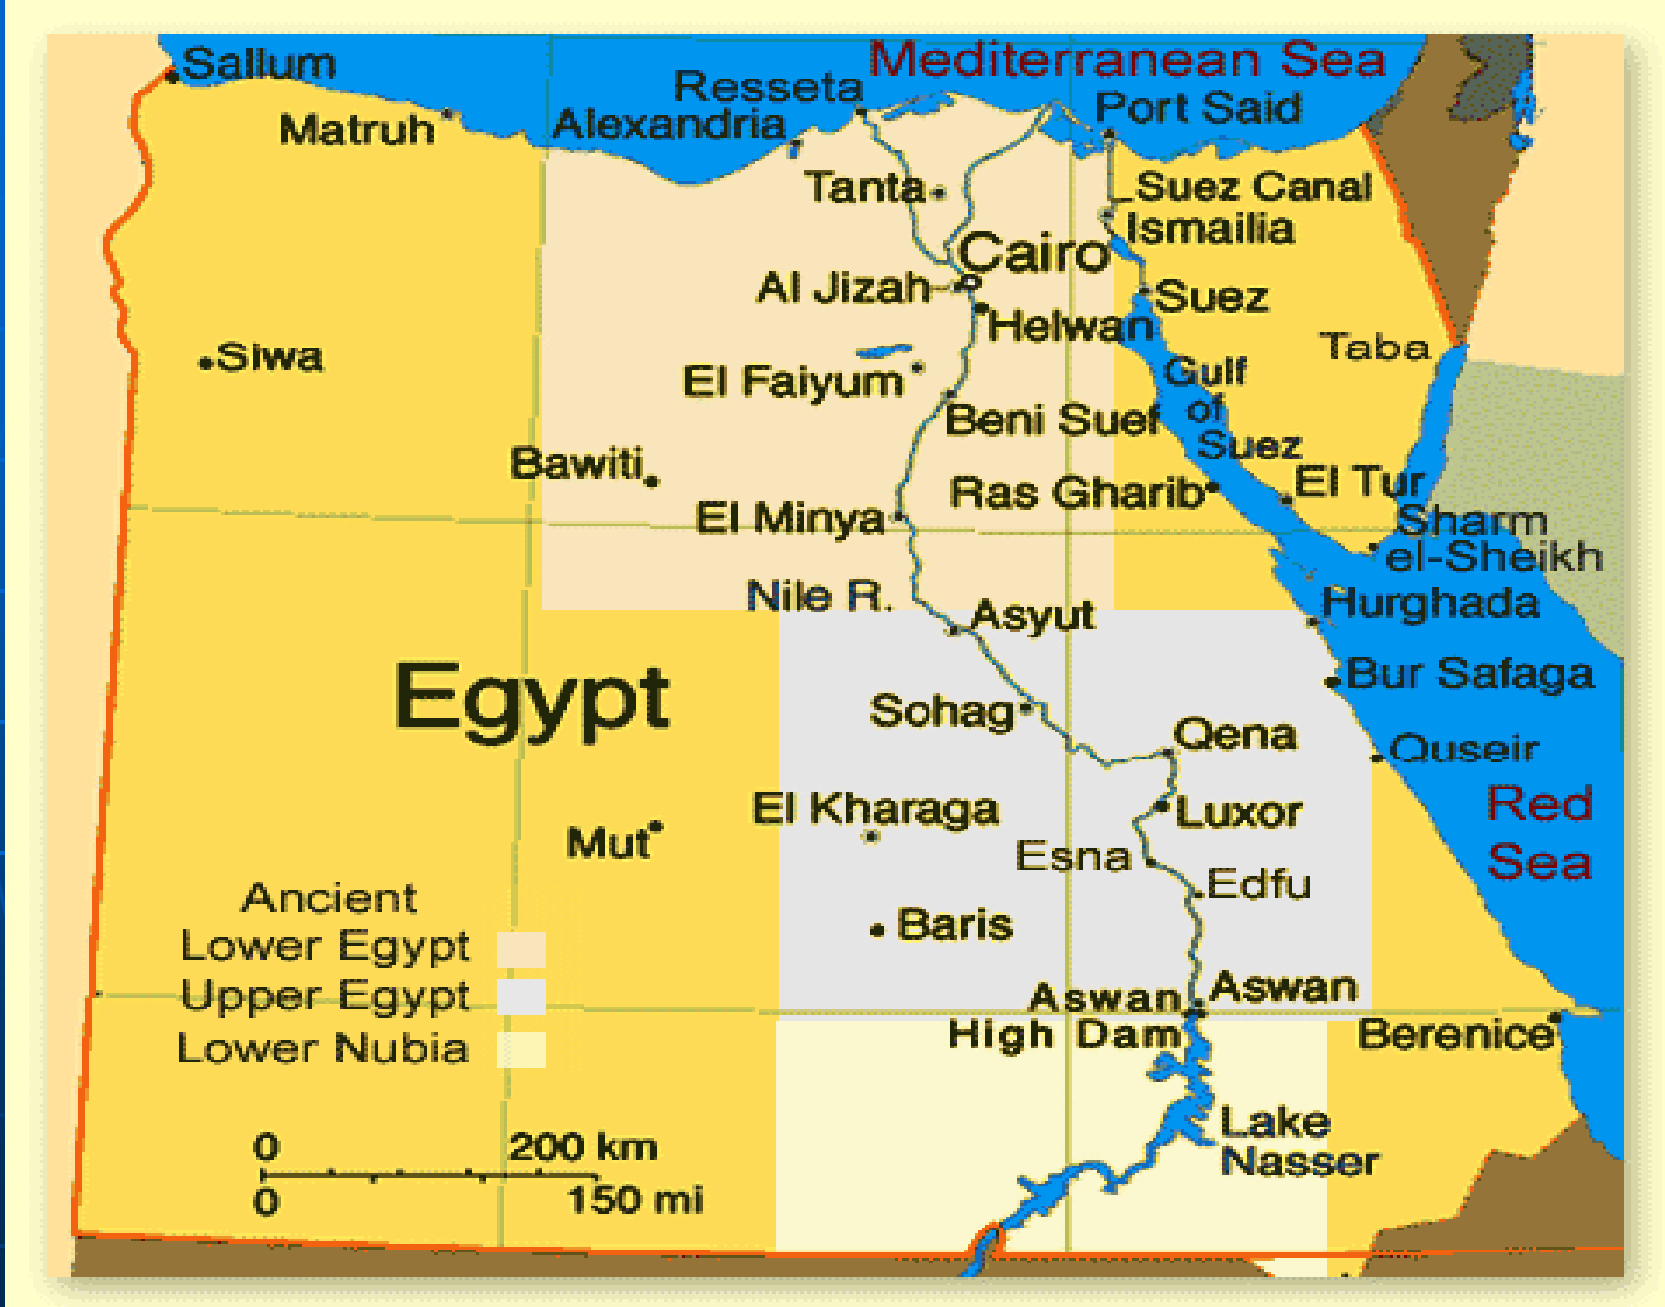 Sallum
Mediterranean Sea
Resseta
Port Said
Matruh
Alexandria
Tanta
Suez Canal
Ismailia
Cairo
Al Jizah
Suez
Helwan
Taba
Siwa
Gulf
of
Suez
El Faiyum
Beni Suef
Bawiti
Ras Gharib
El Tur
El Minya
Sharm
el-Sheikh
Nile R.
Asyut
Hurghada
Egypt
Bur Safaga
Sohag
Qena
Quseir
El Kharaga
Luxor
Red
Sea
Mut
Esna
Edfu
Baris
Ancient
Lower Egypt
Upper Egypt
Lower Nubia
Aswan
Aswan
High Dam
Berenice
Lake
Nasser
0 200 km
0 150 mi